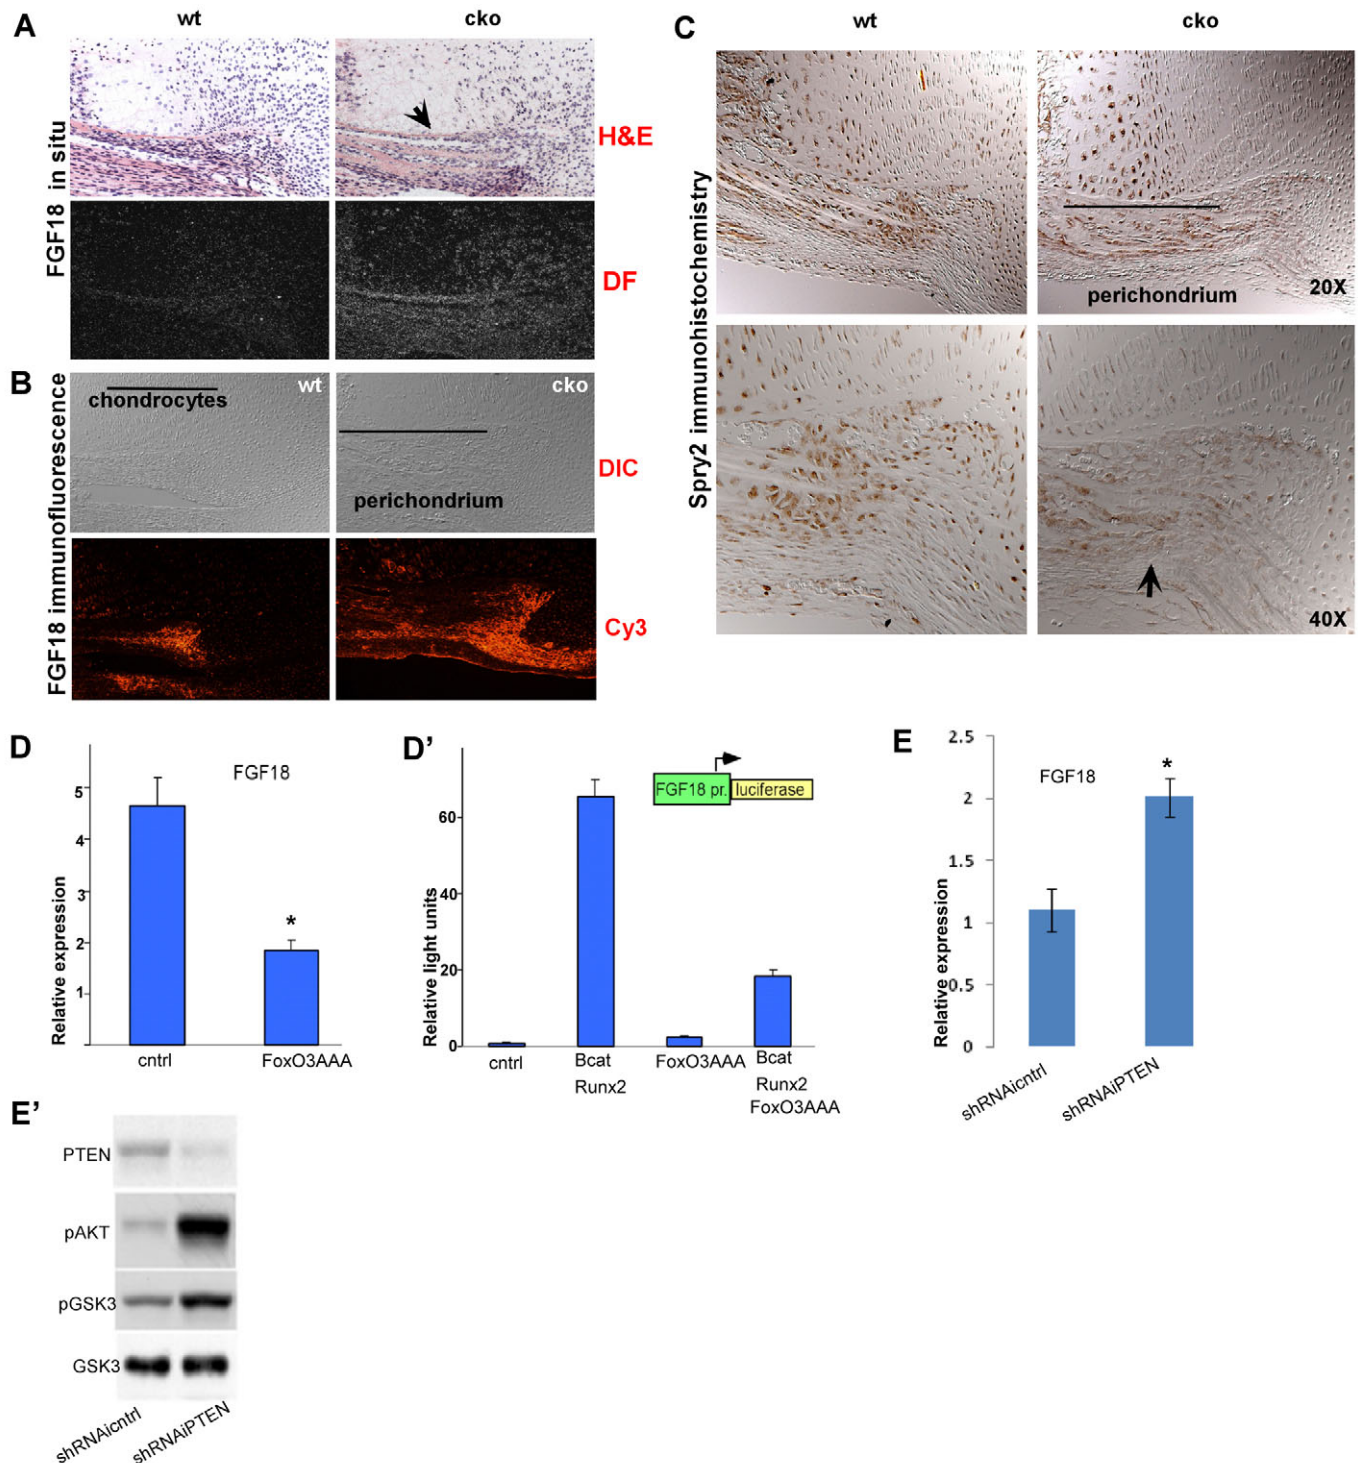 A
wt
cko
FGF18 in situ
H&E
DF
B
FGF18 immunofluorescence
chondrocytes
wt
cko
perichondrium
DIC
Cy3
C
wt
cko
Spry2 immunohistochemistry
perichondrium
20X
40X
D
FGF18
Relative expression
5
4
3
2
1
*
cntrl
FoxO3AAA
D'
FGF18 pr.
luciferase
Relative light units
60
40
20
0
cntrl
Bcat
Runx2
FoxO3AAA
Bcat
Runx2
FoxO3AAA
E
FGF18
Relative expression
2.5
2
1.5
1
0.5
0
*
shRNAicntrl
shRNAiPTEN
E'
PTEN
pAKT
pGSK3
GSK3
shRNAicntrl
shRNAiPTEN